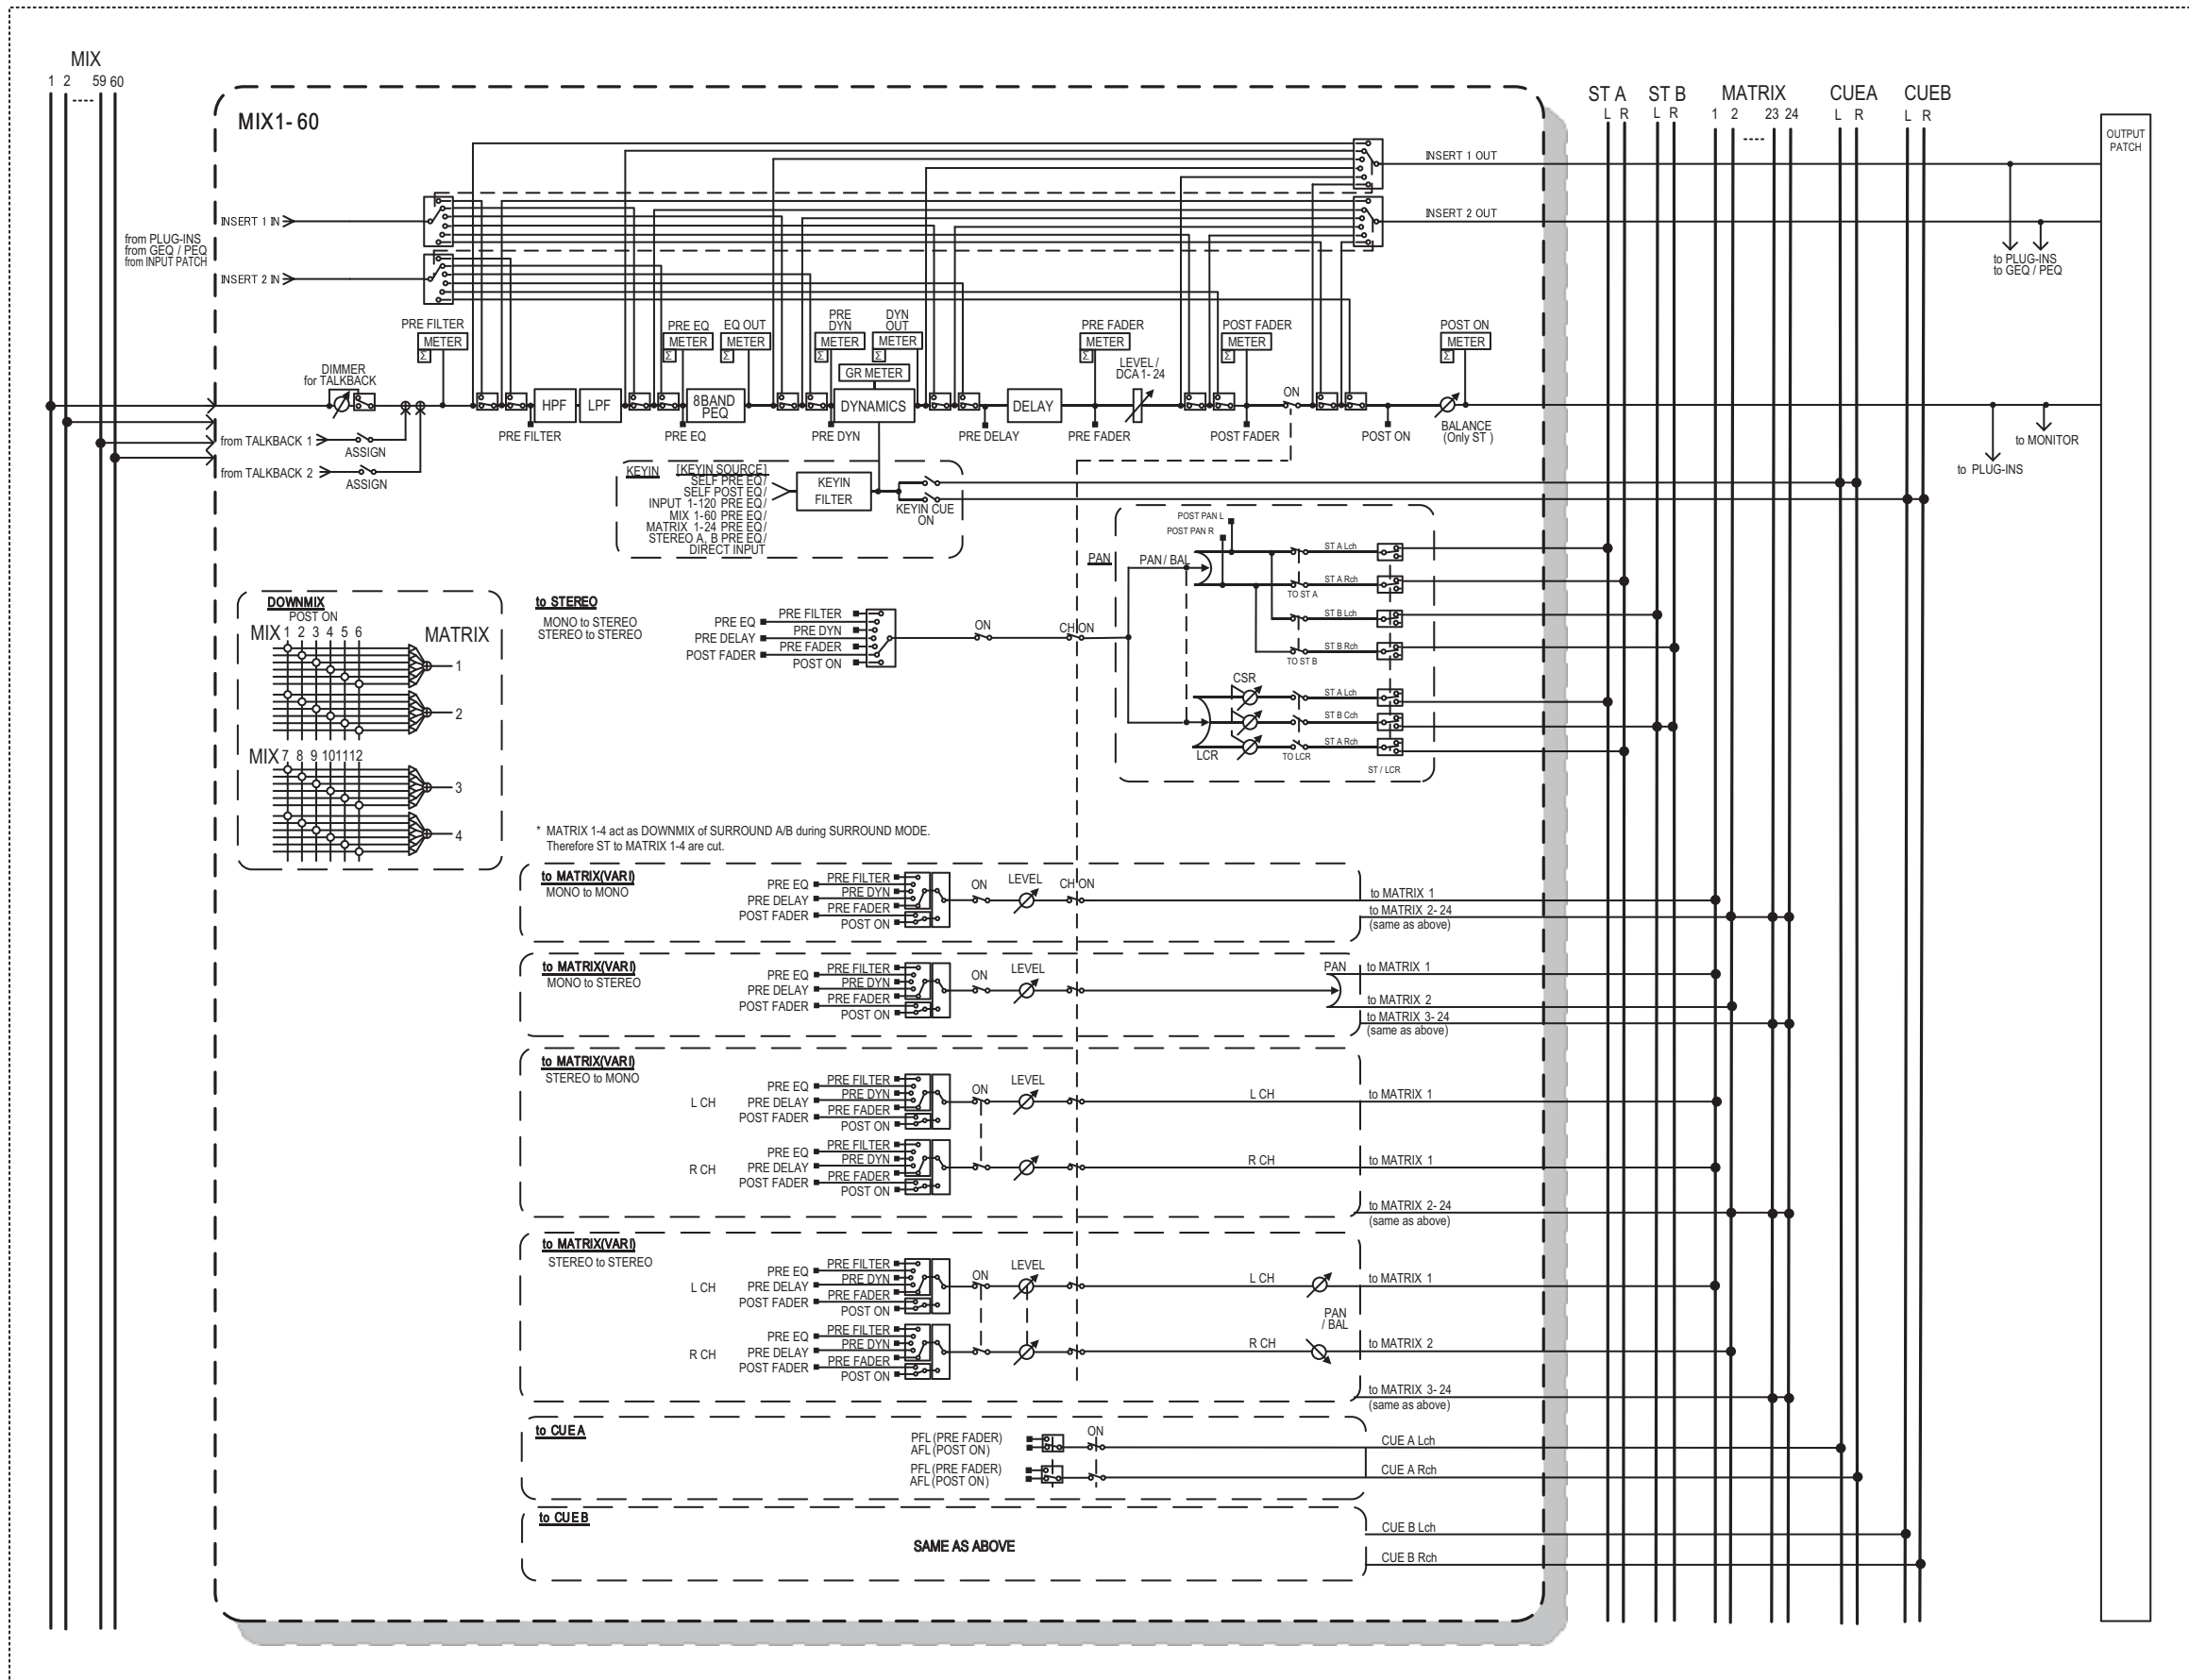 MIX
1 2 59 60
MIX1-60
ST A ST B MATRIX CUEA CUEB
L R L R 1 2 23 24 L R L R
OUTPUT
PATCH
INSERT 1 OUT
INSERT 2 OUT
INSERT 1 IN
from PLUG-INS
from GEQ / PEQ
from INPUT PATCH
INSERT 2 IN
to PLUG-INS
to GEQ / PEQ
PRE FILTER
METER
Σ
PRE EQ
METER
Σ
EQ OUT
METER
Σ
PRE
DYN
METER
Σ
DYN
OUT
METER
Σ
GR METER
PRE FADER
METER
Σ
LEVEL /
DCA 1-24
POST FADER
METER
Σ
POST ON
METER
Σ
DIMMER
for TALKBACK
HPF
LPF
8BAND
PEQ
DYNAMICS
DELAY
ON
BALANCE
(Only ST )
PRE FILTER
PRE EQ
PRE DYN
PRE DELAY
PRE FADER
POST FADER
POST ON
from TALKBACK 1
ASSIGN
from TALKBACK 2
ASSIGN
to MONITOR
to PLUG-INS
KEYIN
[KEYIN SOURCE]
SELF PRE EQ /
SELF POST EQ /
INPUT 1-120 PRE EQ /
MIX 1-60 PRE EQ /
MATRIX 1-24 PRE EQ /
STEREO A, B PRE EQ /
DIRECT INPUT
KEYIN
FILTER
KEYIN CUE
ON
POST PAN L
POST PAN R
PAN
PAN / BAL
ST A Lch
ST A Rch
TO ST A
ST B Lch
ST B Rch
TO ST B
CSR
ST A Lch
ST B Cch
ST A Rch
LCR
TO LCR
ST / LCR
DOWNMIX
POST ON
MIX 1 2 3 4 5 6
MATRIX
1
2
MIX 7 8 9 10 11 12
3
4
to STEREO
MONO to STEREO
STEREO to STEREO
PRE FILTER
PRE EQ
PRE DYN
PRE DELAY
PRE FADER
POST FADER
POST ON
ON
CH ON
* MATRIX 1-4 act as DOWNMIX of SURROUND A/B during SURROUND MODE.
Therefore ST to MATRIX 1-4 are cut.
to MATRIX(VARI)
MONO to MONO
PRE FILTER
PRE EQ
PRE DYN
PRE DELAY
PRE FADER
POST FADER
POST ON
ON
LEVEL
CH ON
to MATRIX 1
to MATRIX 2-24
(same as above)
to MATRIX(VARI)
MONO to STEREO
PRE FILTER
PRE EQ
PRE DYN
PRE DELAY
PRE FADER
POST FADER
POST ON
ON
LEVEL
PAN
to MATRIX 1
to MATRIX 2
to MATRIX 3-24
(same as above)
to MATRIX(VARI)
STEREO to MONO
L CH
PRE FILTER
PRE EQ
PRE DYN
PRE DELAY
PRE FADER
POST FADER
POST ON
ON
LEVEL
L CH
to MATRIX 1
R CH
PRE FILTER
PRE EQ
PRE DYN
PRE DELAY
PRE FADER
POST FADER
POST ON
R CH
to MATRIX 1
to MATRIX 2-24
(same as above)
to MATRIX(VARI)
STEREO to STEREO
L CH
PRE FILTER
PRE EQ
PRE DYN
PRE DELAY
PRE FADER
POST FADER
POST ON
ON
LEVEL
L CH
to MATRIX 1
PAN
/ BAL
R CH
PRE FILTER
PRE EQ
PRE DYN
PRE DELAY
PRE FADER
POST FADER
POST ON
R CH
to MATRIX 2
to MATRIX 3-24
(same as above)
to CUE A
PFL (PRE FADER)
AFL (POST ON)
ON
CUE A Lch
PFL (PRE FADER)
AFL (POST ON)
CUE A Rch
to CUE B
SAME AS ABOVE
CUE B Lch
CUE B Rch